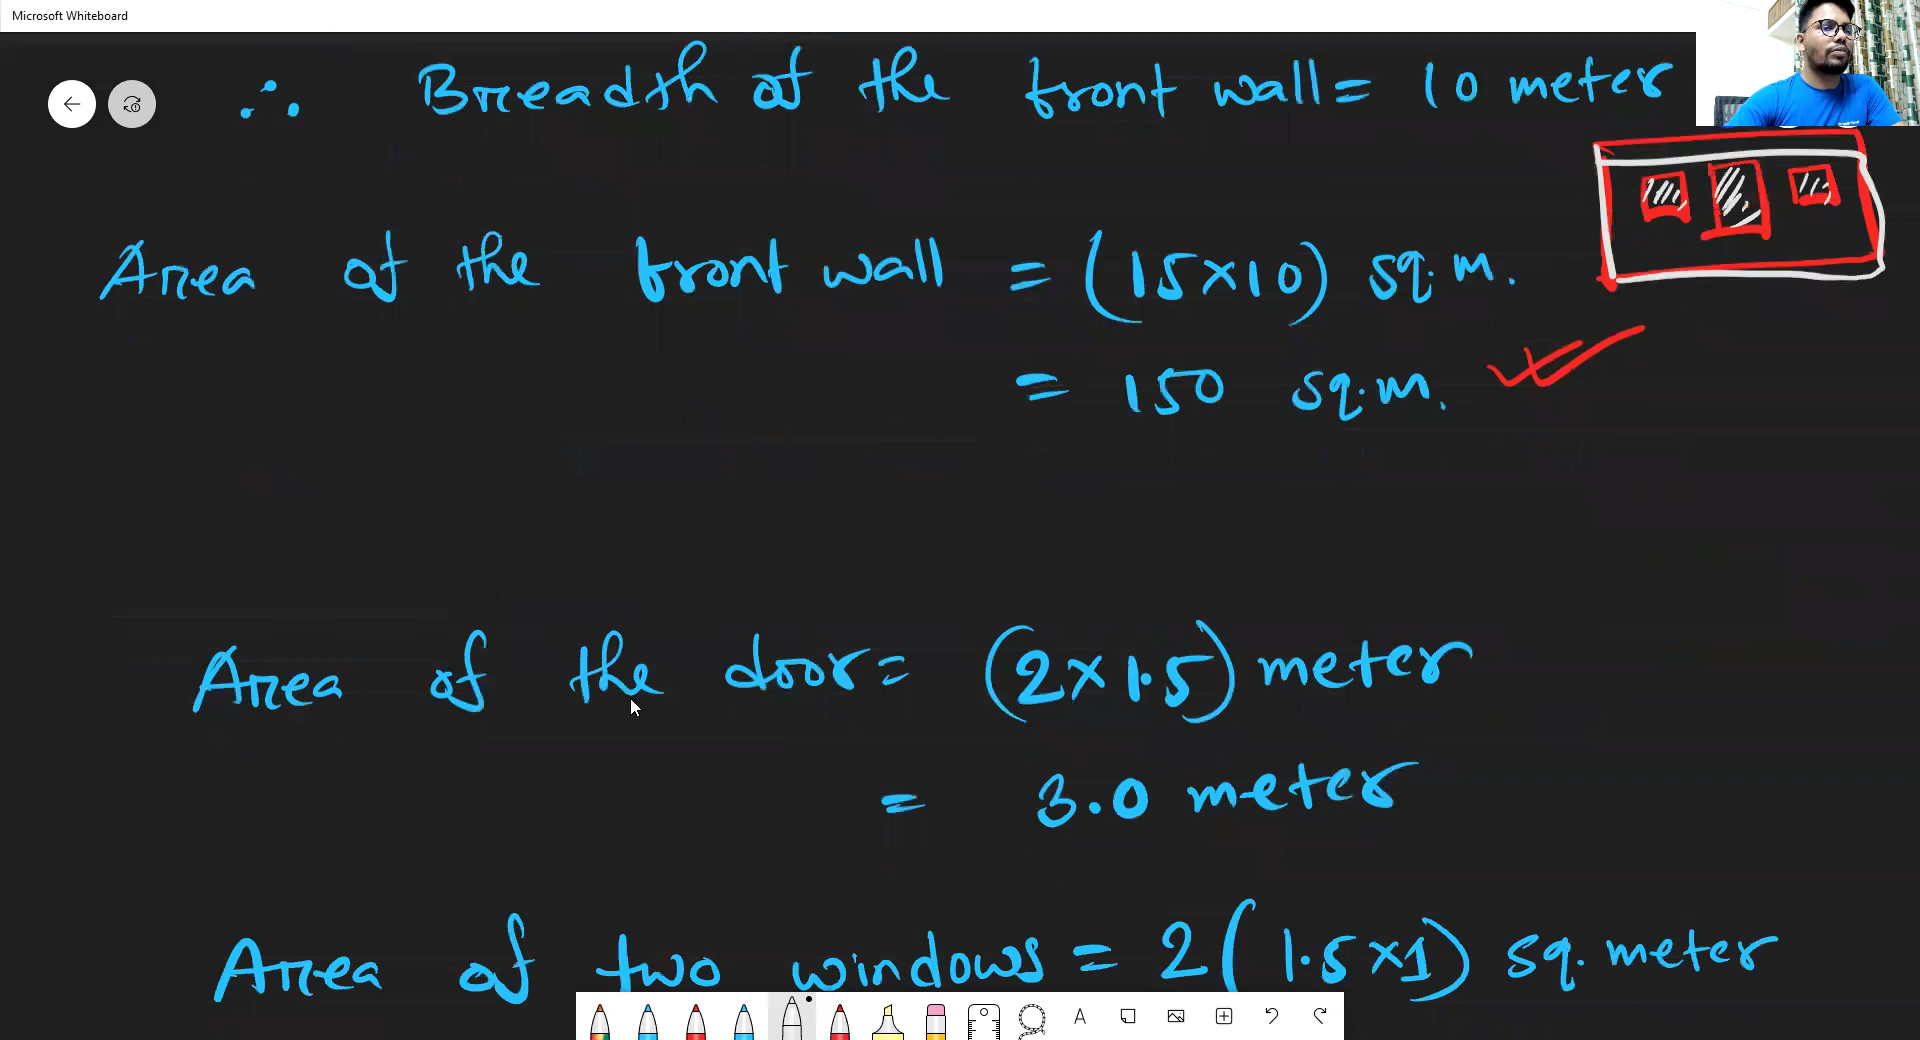 Microsoft Whiteboard
∴ Breadth of the front wall = 10 meter
Area of the front wall = (15×10) sq.m.
= 150 sq.m.
Area of the door = (2×1.5) meter
= 3.0 meter
Area of two windows = 2(1.5×1) sq. meter
A